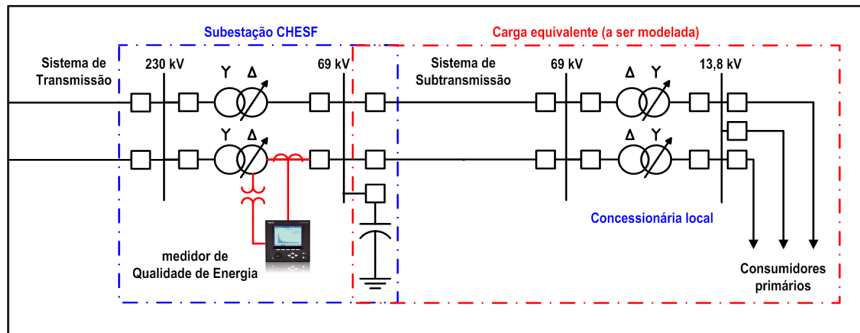 Subestação CHESF
Carga equivalente (a ser modelada)
Sistema de
Transmissão
230 kV
Y Δ
69 kV
Sistema de
Subtransmissão
69 kV
Δ Y
13,8 kV
Y Δ
Δ Y
Concessionária local
medidor de
Qualidade de Energia
Consumidores
primários